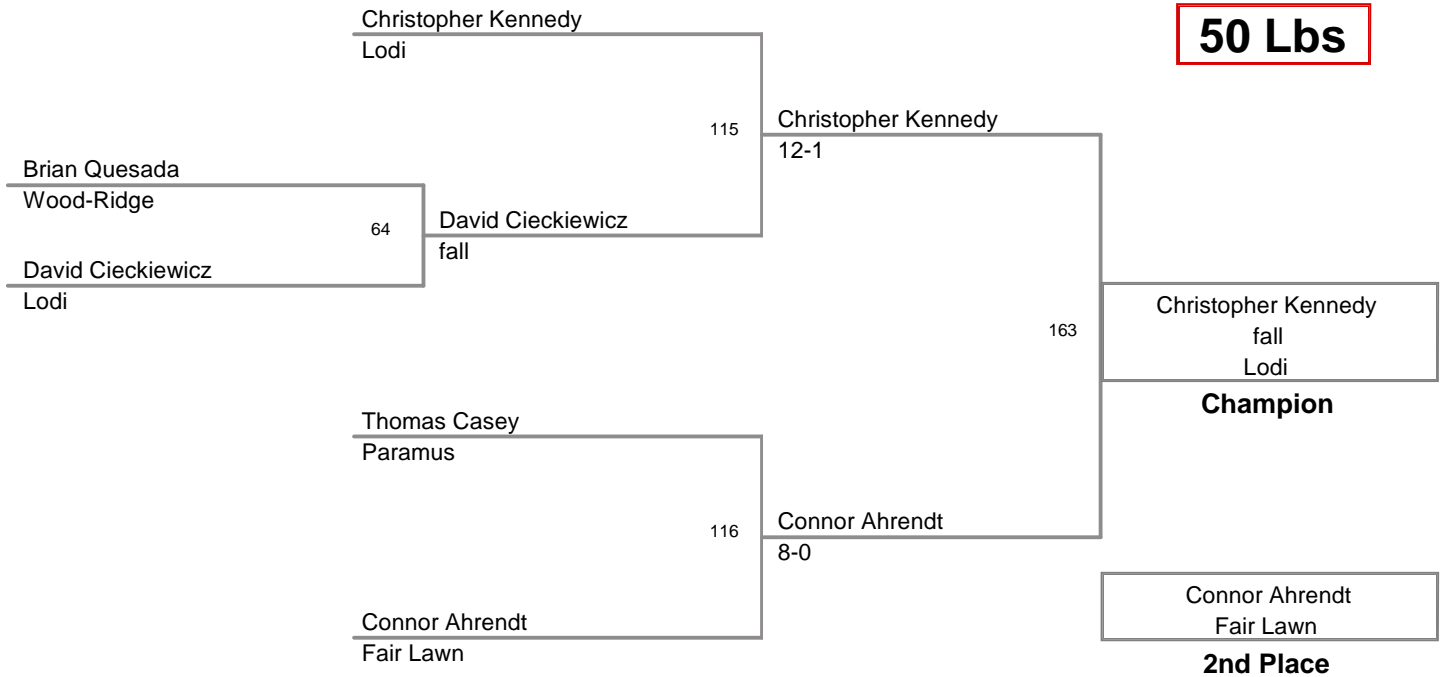 Christopher Kennedy
Lodi
50 Lbs
115
Christopher Kennedy
12-1
Brian Quesada
Wood-Ridge
64
David Cieckiewicz
fall
David Cieckiewicz
Lodi
163
Christopher Kennedy
fall
Lodi
Champion
Thomas Casey
Paramus
116
Connor Ahrendt
8-0
Connor Ahrendt
Fair Lawn
Connor Ahrendt
Fair Lawn
2nd Place